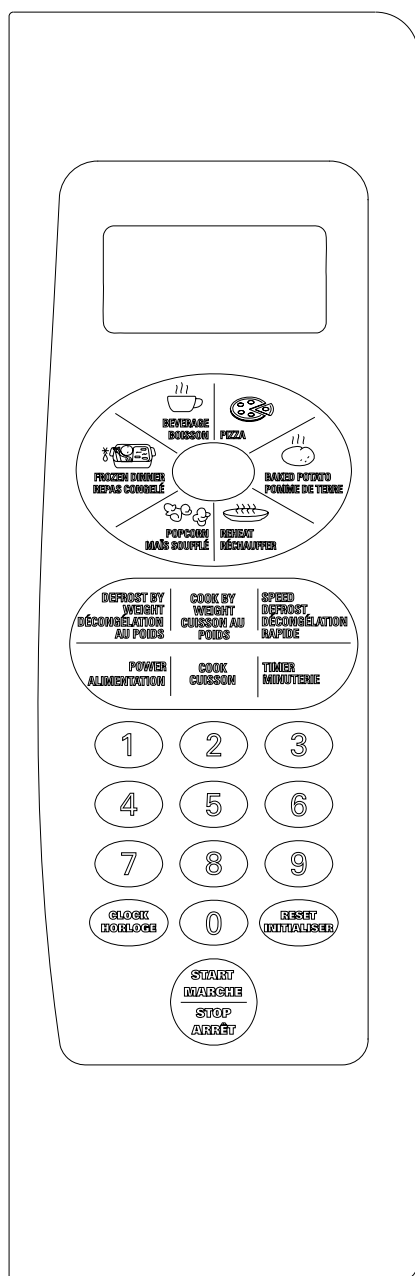 BEVERAGE
BOISSON
PIZZA
FROZEN DINNER
REPAS CONGELÉ
BAKED POTATO
POMME DE TERRE
POPCORN
MAÏS SOUFFLÉ
REHEAT
RÉCHAUFFER
DEFROST BY
WEIGHT
DÉCONGÉLATION
AU POIDS
COOK BY
WEIGHT
CUISSON AU
POIDS
SPEED
DEFROST
DÉCONGÉLATION
RAPIDE
POWER
ALIMENTATION
COOK
CUISSON
TIMER
MINUTERIE
1 2 3
4 5 6
7 8 9
CLOCK
HORLOGE
0
RESET
INITIALISER
START
MARCHE
STOP
ARRÊT